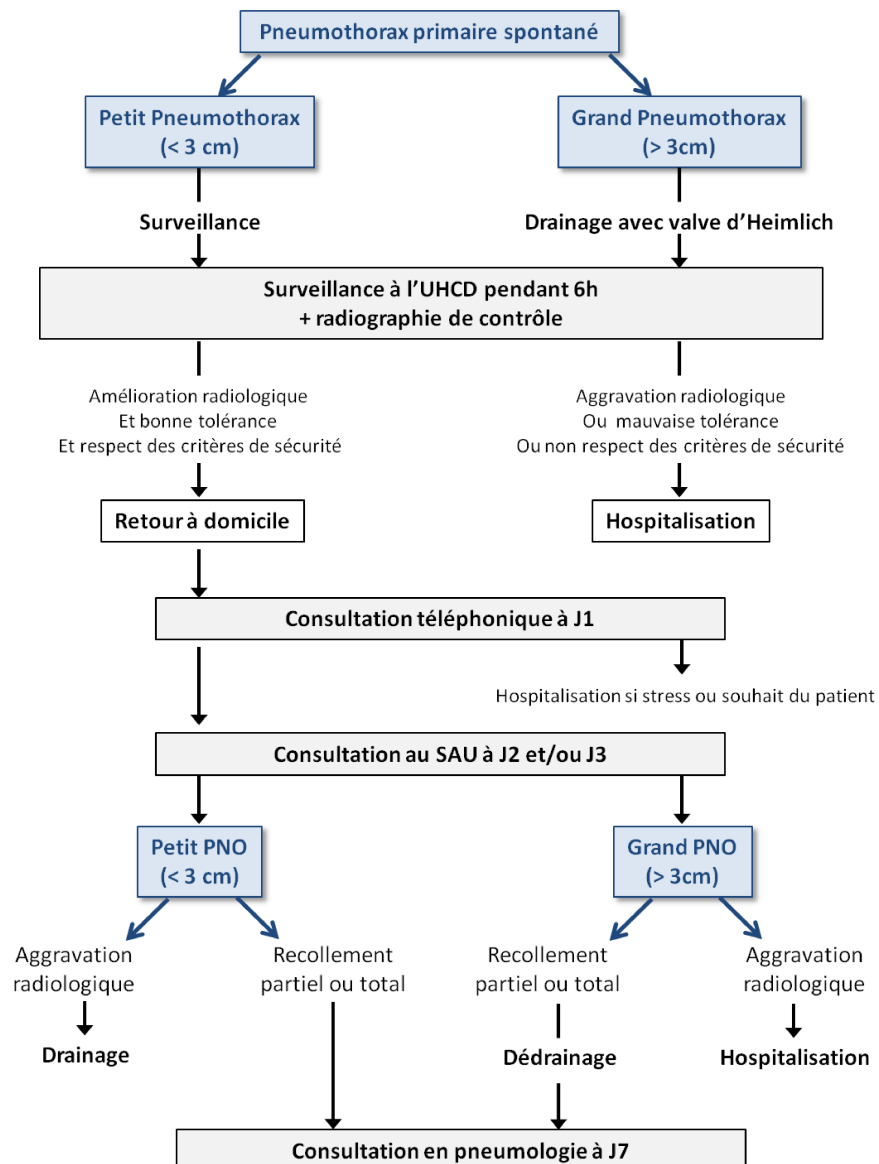 Pneumothorax primaire spontané
Petit Pneumothorax
(< 3 cm)
Grand Pneumothorax
(> 3cm)
Surveillance
Drainage avec valve d’Heimlich
Surveillance à l’UHCD pendant 6h
+ radiographie de contrôle
Amélioration radiologique
Et bonne tolérance
Et respect des critères de sécurité
Aggravation radiologique
Ou mauvaise tolérance
Ou non respect des critères de sécurité
Retour à domicile
Hospitalisation
Consultation téléphonique à J1
Hospitalisation si stress ou souhait du patient
Consultation au SAU à J2 et/ou J3
Petit PNO
(< 3 cm)
Grand PNO
(> 3cm)
Aggravation
radiologique
Recollement
partiel ou total
Recollement
partiel ou total
Aggravation
radiologique
Drainage
Dédrainage
Hospitalisation
Consultation en pneumologie à J7